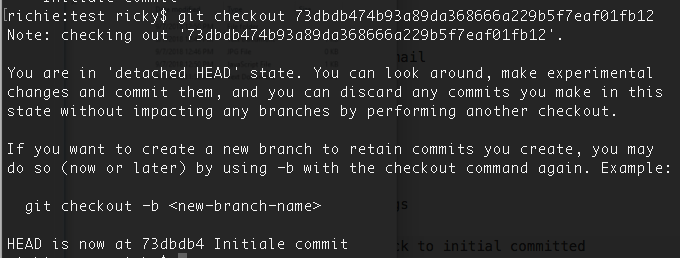 [richie:test ricky$ git checkout 73dbdb474b93a89da368666a229b5f7eaf01fb12
Note: checking out '73dbdb474b93a89da368666a229b5f7eaf01fb12'.
You are in 'detached HEAD' state. You can look around, make experimental
changes and commit them, and you can discard any commits you make in this
state without impacting any branches by performing another checkout.
If you want to create a new branch to retain commits you create, you may
do so (now or later) by using -b with the checkout command again. Example:
git checkout -b <new-branch-name>
HEAD is now at 73dbdb4 Initiale commit
to initial committed